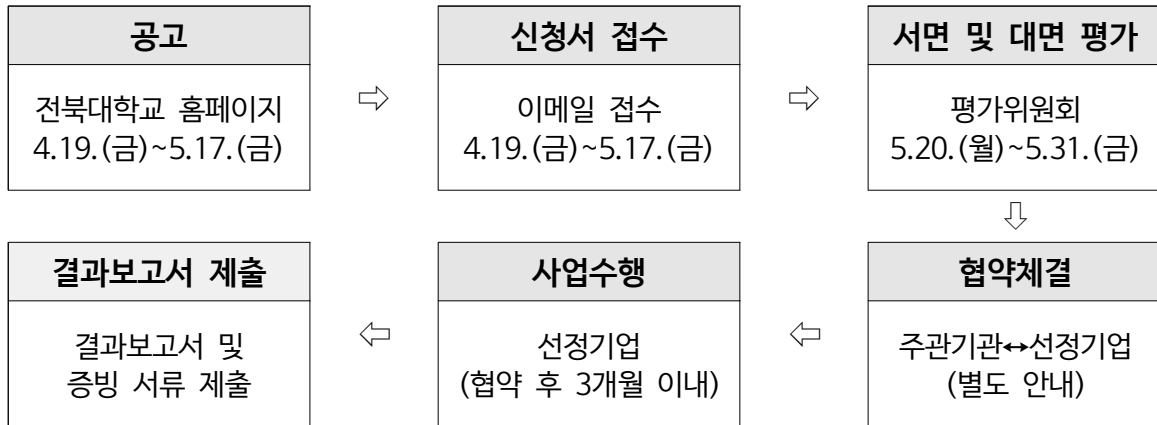 공고
전북대학교 홈페이지
4.19.(금)~5.17.(금)
⇨
신청서 접수
이메일 접수
4.19.(금)~5.17.(금)
⇨
서면 및 대면 평가
평가위원회
5.20.(월)~5.31.(금)
⇩
협약체결
주관기관↔선정기업
(별도 안내)
⇦
사업수행
선정기업
(협약 후 3개월 이내)
⇦
결과보고서 제출
결과보고서 및
증빙 서류 제출